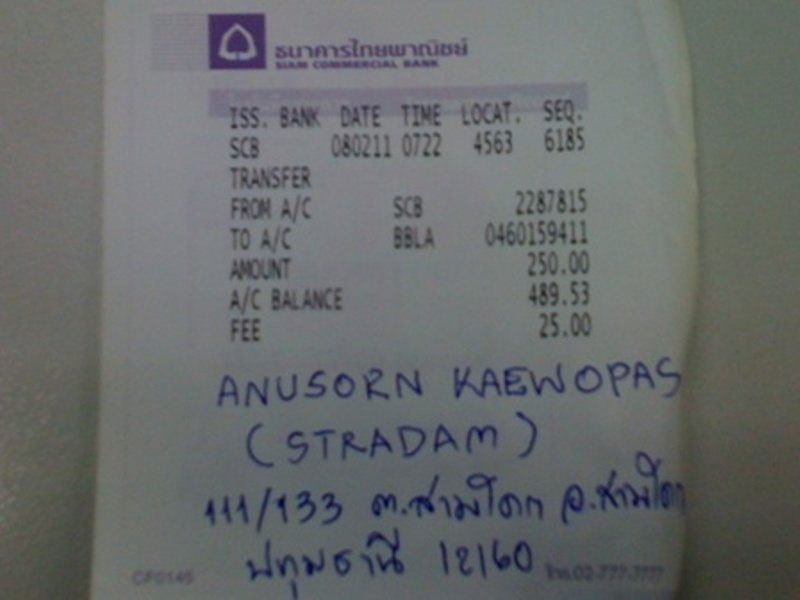 ธนาคารไทยพาณิชย์
SIAM COMMERCIAL BANK
ISS. BANK DATE TIME LOCAT. SEQ.
SCB 080211 0722 4563 6185
TRANSFER
FROM A/C SCB 2287815
TO A/C BBLA 0460159411
AMOUNT 250.00
A/C BALANCE 489.53
FEE 25.00
ANUSORN KAEWOPAS
(STRADAM)
111/133 ต.สามโคก อ.สามโคก
ปทุมธานี 12160
CF0145 โทร.02-777-7777